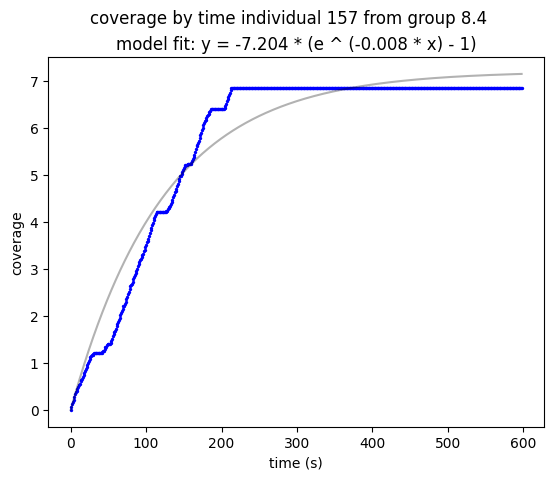 coverage by time individual 157 from group 8.4
model fit: y = -7.204 * (e ^ (-0.008 * x) - 1)
7
6
5
4
3
2
1
0
coverage
0 100 200 300 400 500 600
time (s)